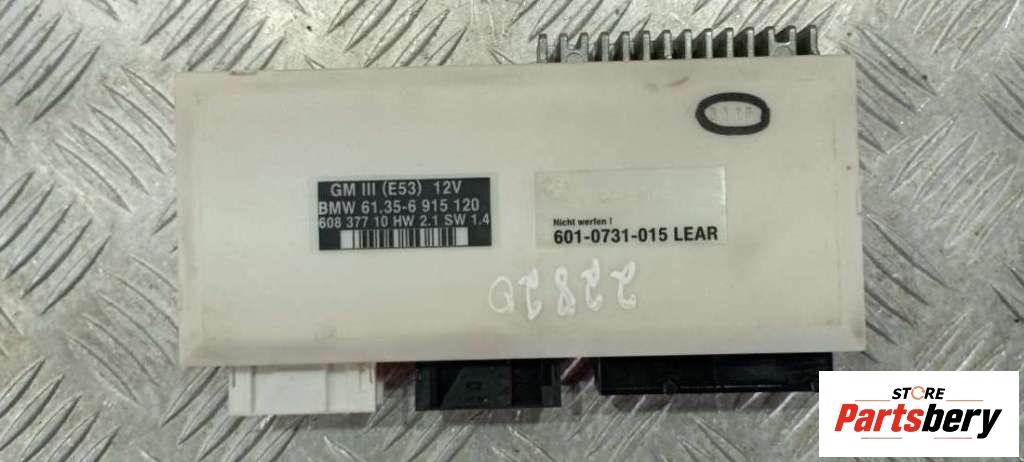 GM III (E53) 12V
BMW 61.35-6 915 120
608 377 10 HW 2.1 SW 1.4
Nicht werfen !
601-0731-015 LEAR
STORE
Partsbery